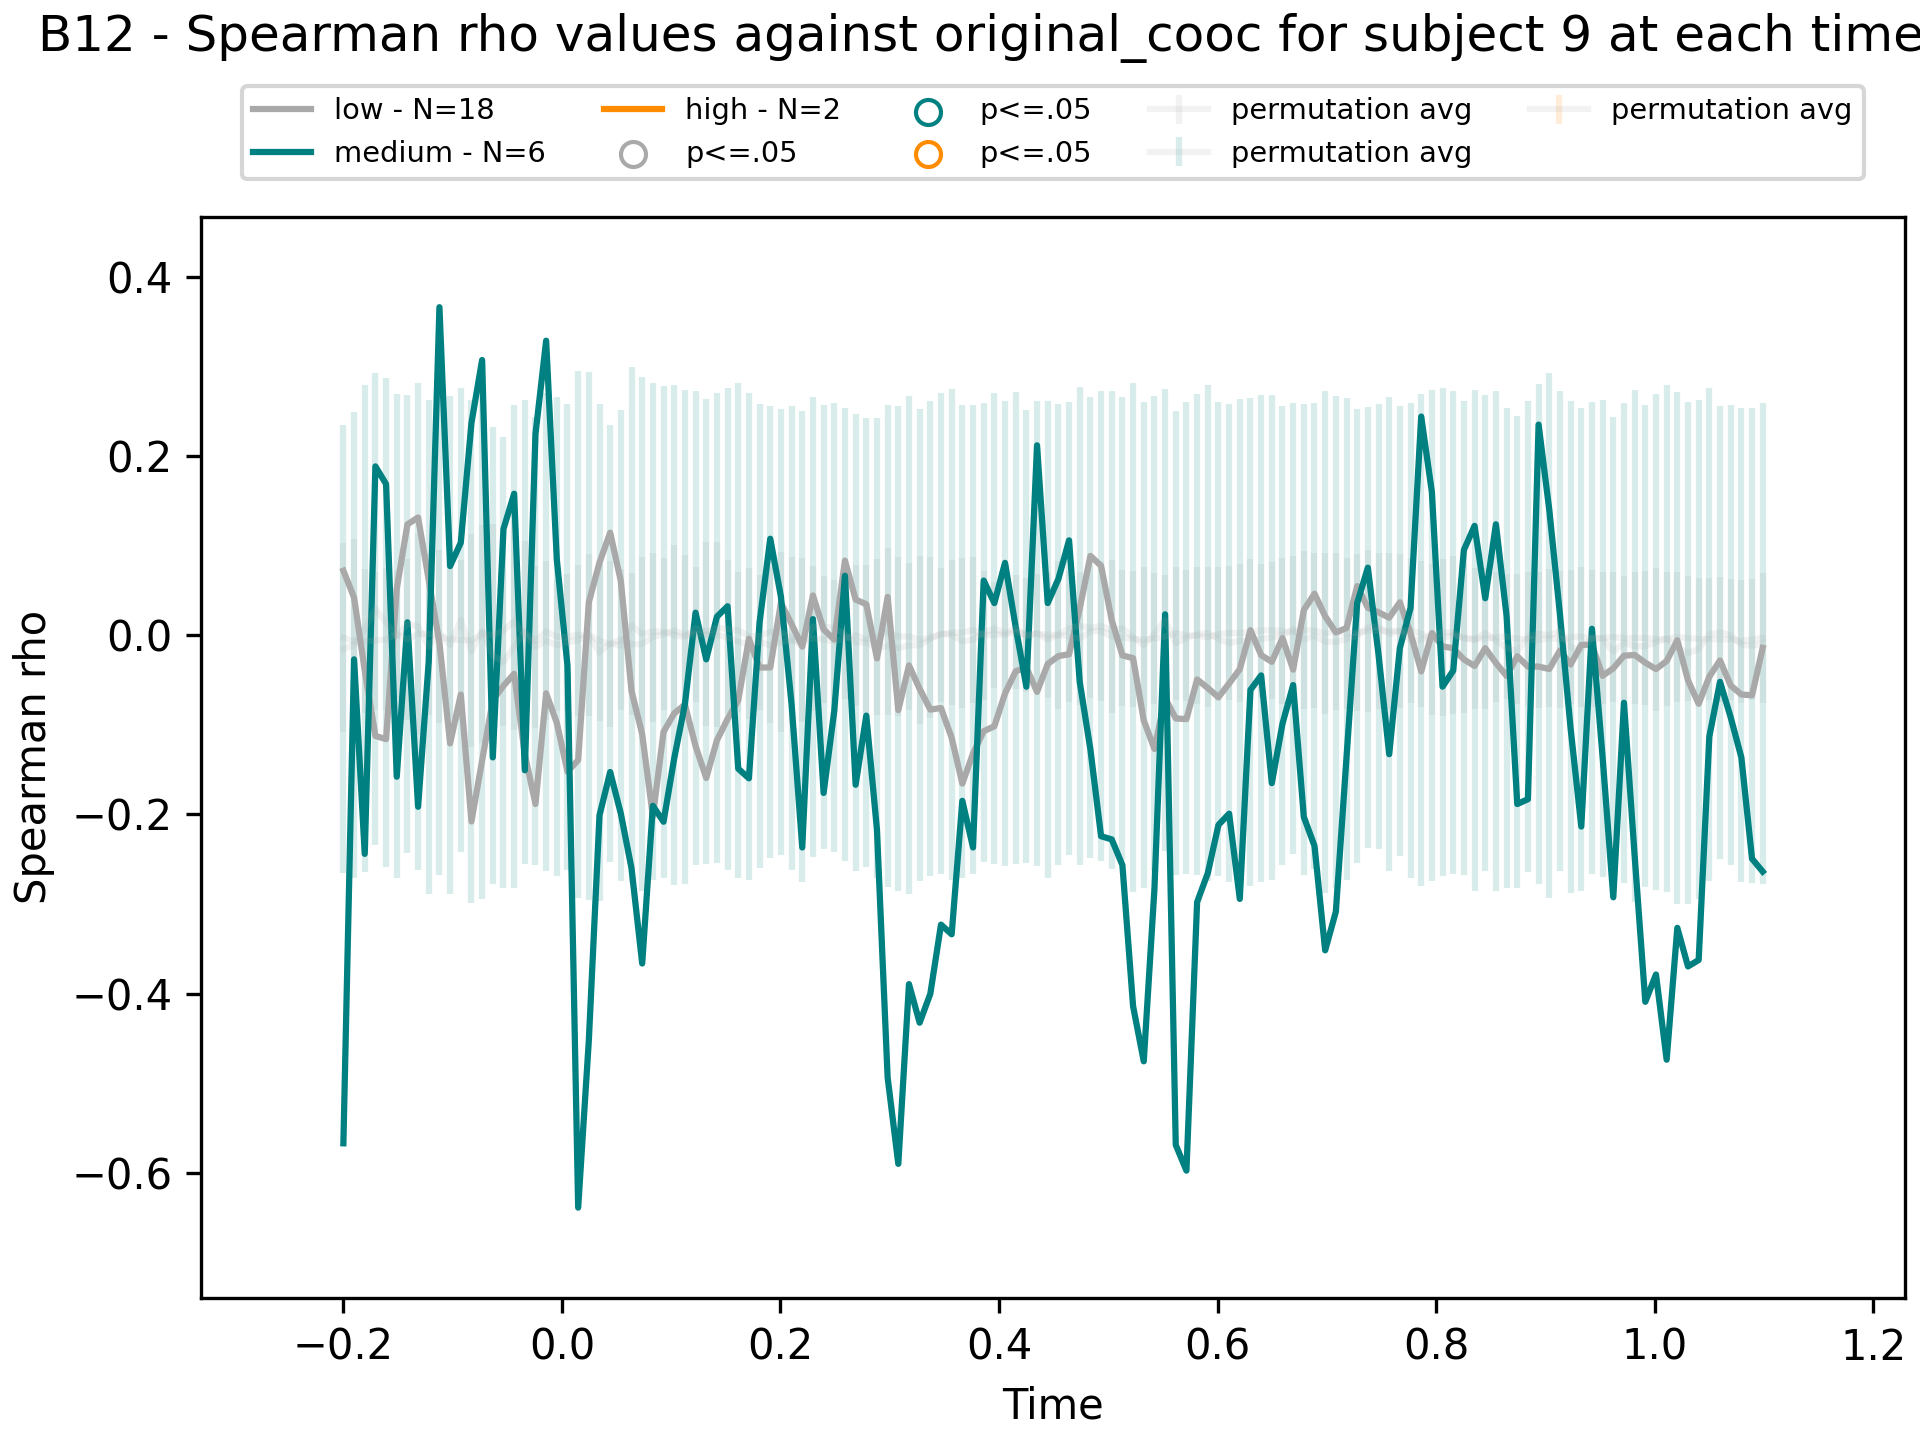 B12 - Spearman rho values against original_cooc for subject 9 at each time
low - N=18
medium - N=6
high - N=2
p<=.05
p<=.05
p<=.05
permutation avg
permutation avg
permutation avg
Spearman rho
0.4
0.2
0.0
−0.2
−0.4
−0.6
−0.2 0.0 0.2 0.4 0.6 0.8 1.0 1.2
Time